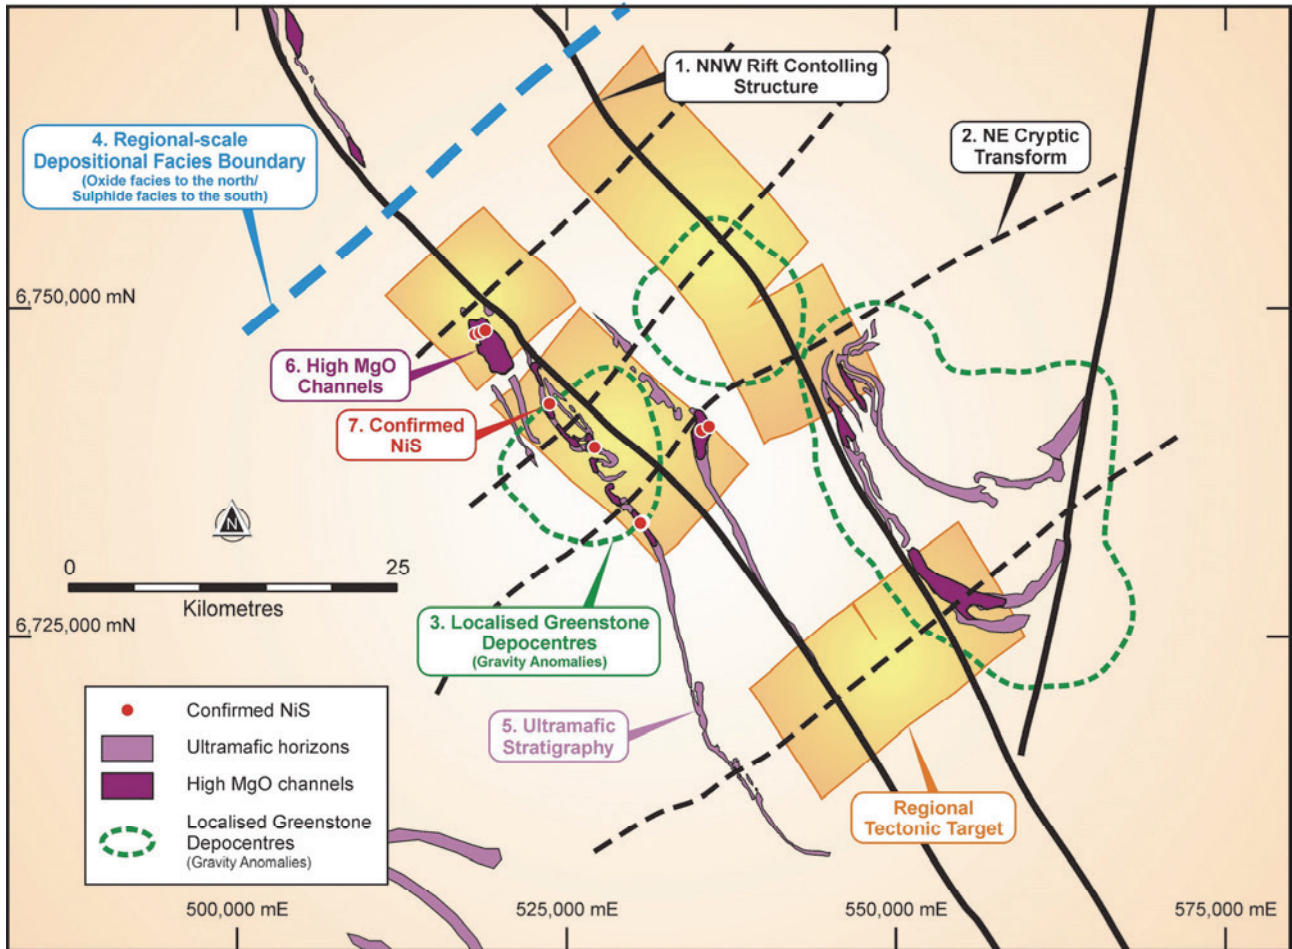 1. NNW Rift Contolling
Structure
2. NE Cryptic
Transform
4. Regional-scale
Depositional Facies Boundary
(Oxide facies to the north/
Sulphide facies to the south)
6,750,000 mN
6. High MgO
Channels
7. Confirmed
NiS
N
0 25
Kilometres
3. Localised Greenstone
Depocentres
(Gravity Anomalies)
6,725,000 mN
5. Ultramafic
Stratigraphy
Regional
Tectonic Target
Confirmed NiS
Ultramafic horizons
High MgO channels
Localised Greenstone
Depocentres
(Gravity Anomalies)
500,000 mE 525,000 mE 550,000 mE 575,000 mE